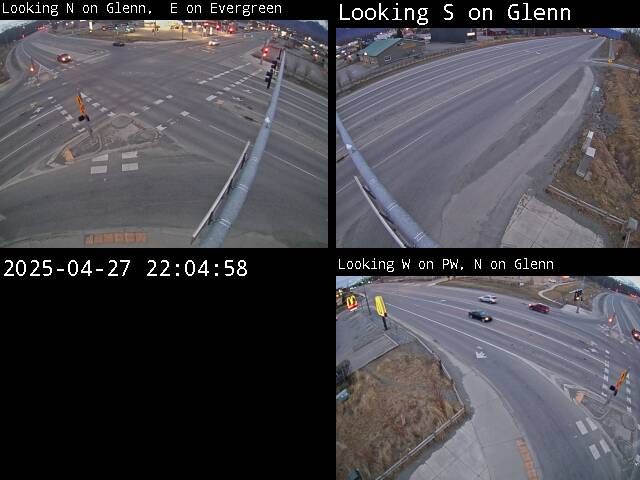 Looking N on Glenn,  E on Evergreen
Looking S on Glenn
2025-04-27 22:04:58
Looking W on PW, N on Glenn